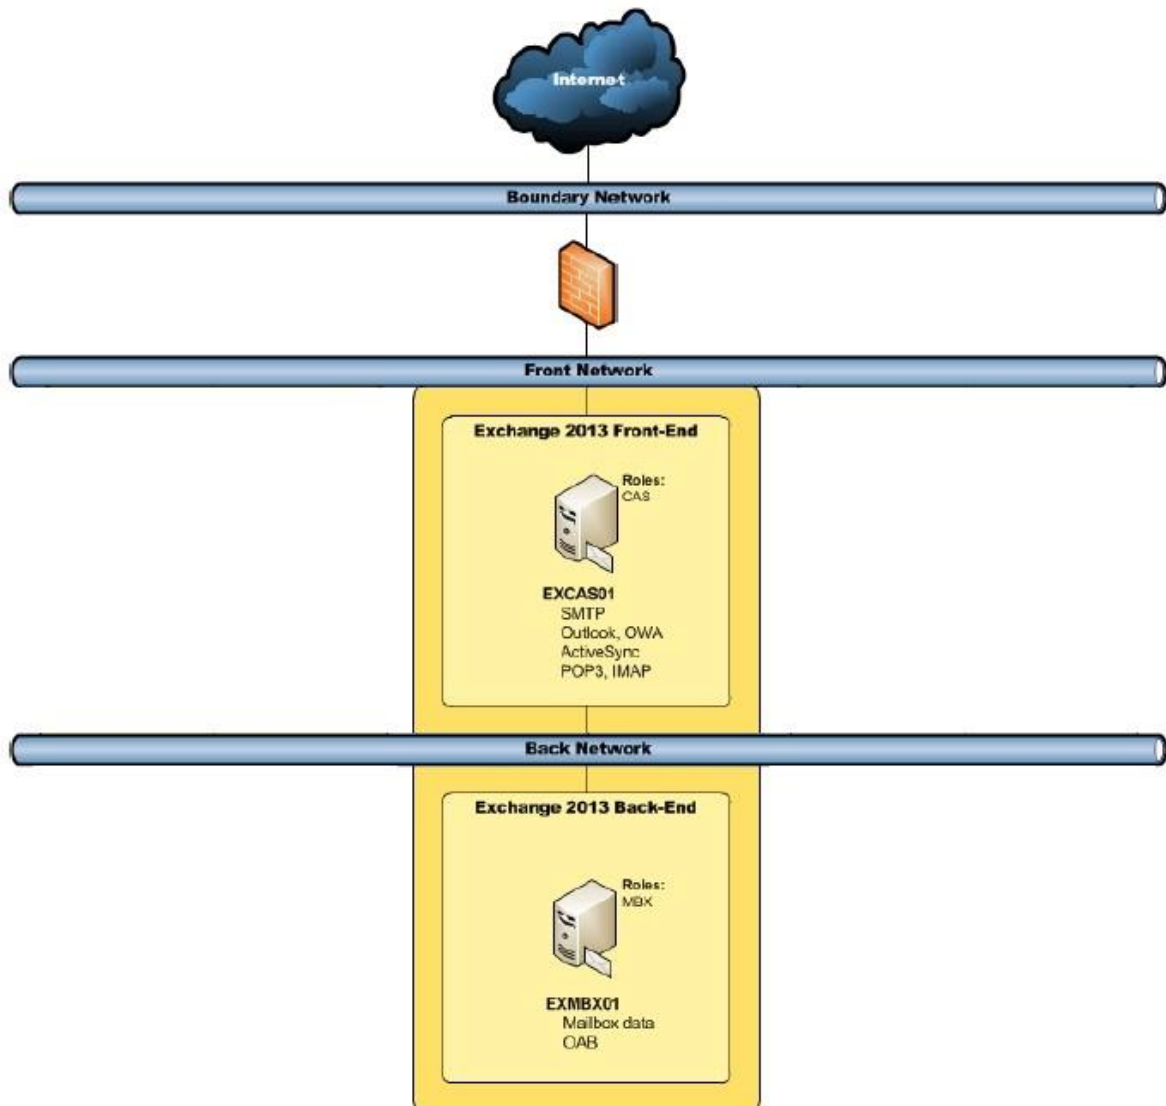 Internet
Boundary Network
Front Network
Exchange 2013 Front-End
Roles:
CAS
EXCAS01
SMTP
Outlook, OWA
ActiveSync
POP3, IMAP
Back Network
Exchange 2013 Back-End
Roles:
MBX
EXMBX01
Mailbox data
OAB